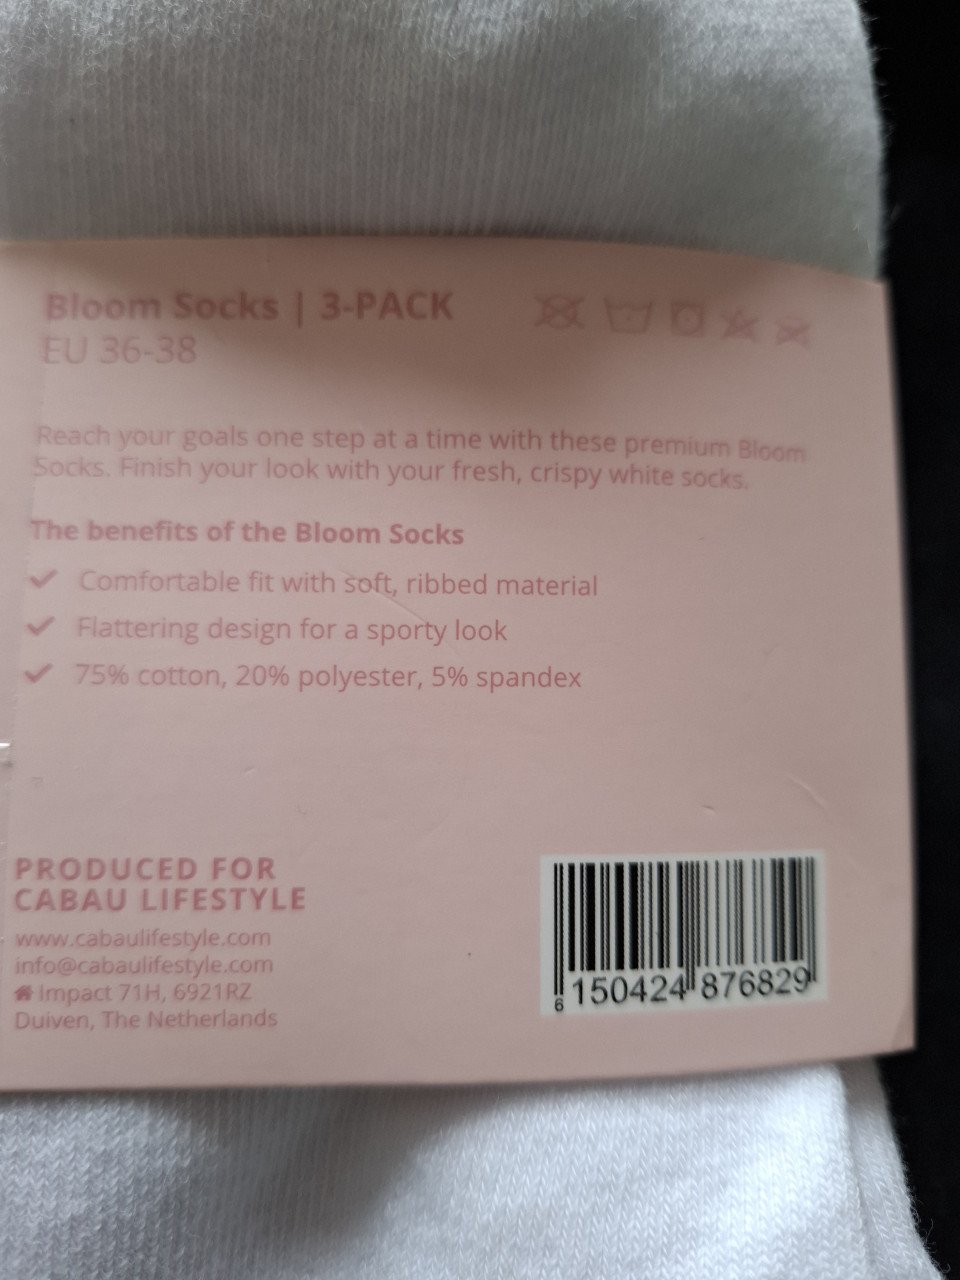 Bloom Socks | 3-PACK
EU 36-38
Reach your goals one step at a time with these premium Bloom
Socks. Finish your look with your fresh, crispy white socks.
The benefits of the Bloom Socks
Comfortable fit with soft, ribbed material
Flattering design for a sporty look
75% cotton, 20% polyester, 5% spandex
PRODUCED FOR
CABAU LIFESTYLE
www.cabaulifestyle.com
info@cabaulifestyle.com
Impact 71H, 6921RZ
Duiven, The Netherlands
6 150424 876829